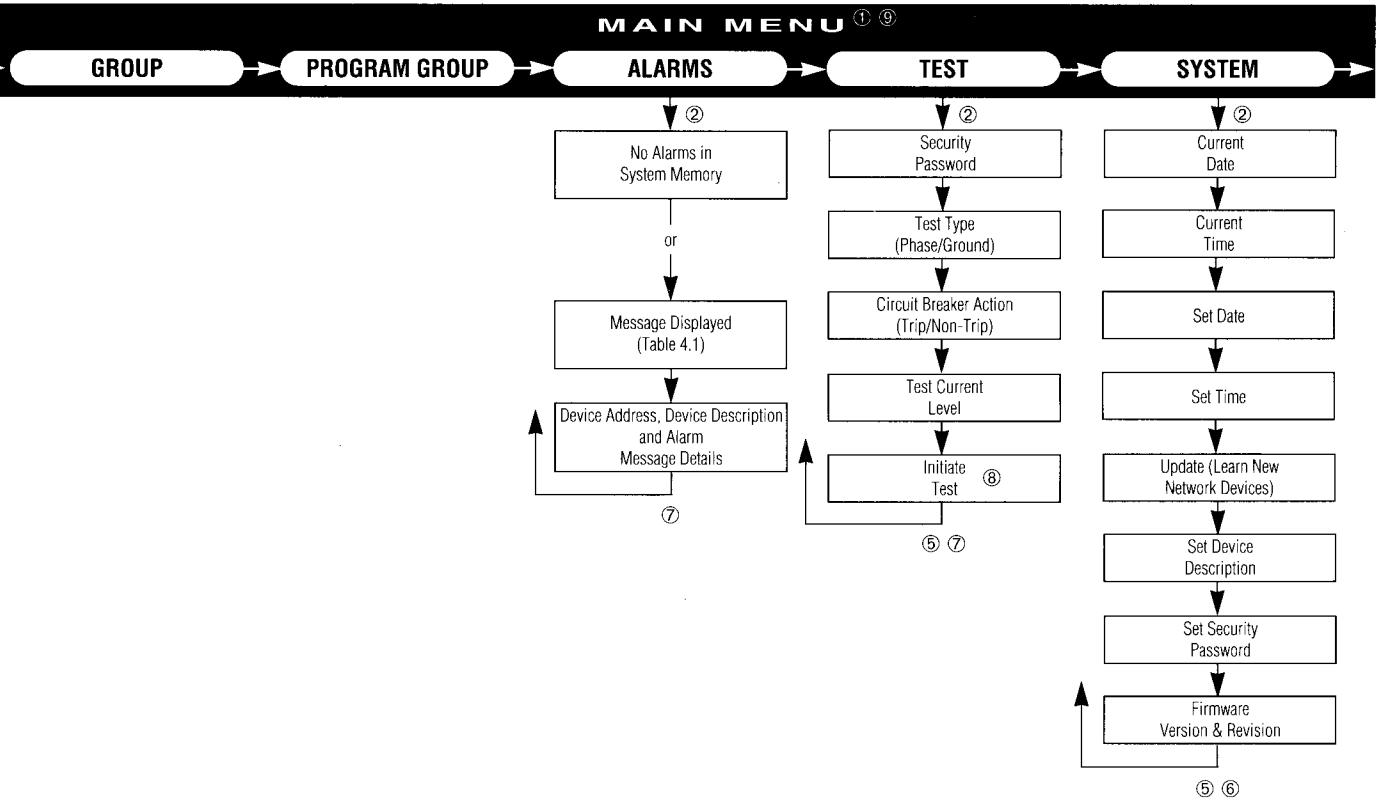 MAIN MENU ① ⑨
GROUP
PROGRAM GROUP
ALARMS
TEST
SYSTEM
②
No Alarms in
System Memory
or
Message Displayed
(Table 4.1)
Device Address, Device Description
and Alarm
Message Details
⑦
②
Security
Password
Test Type
(Phase/Ground)
Circuit Breaker Action
(Trip/Non-Trip)
Test Current
Level
Initiate
Test ⑧
⑤ ⑦
②
Current
Date
Current
Time
Set Date
Set Time
Update (Learn New
Network Devices)
Set Device
Description
Set Security
Password
Firmware
Version & Revision
⑤ ⑥